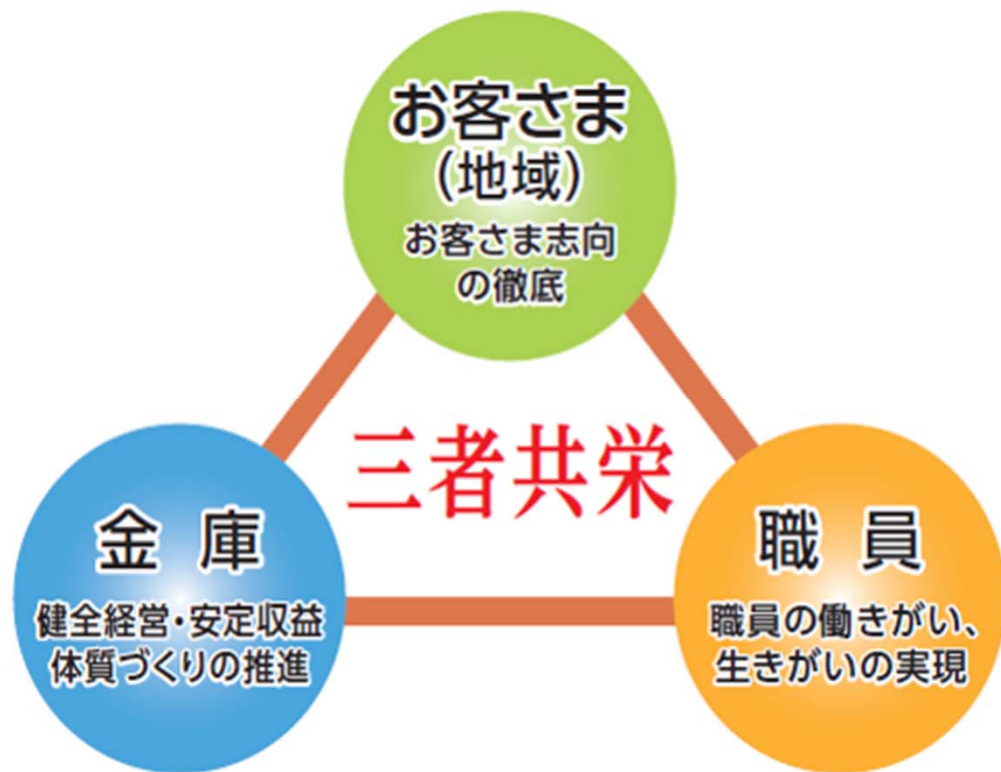 お客さま
(地域)
お客さま志向
の徹底
三者共栄
金庫
健全経営・安定収益
体質づくりの推進
職員
職員の働きがい、
生きがいの実現